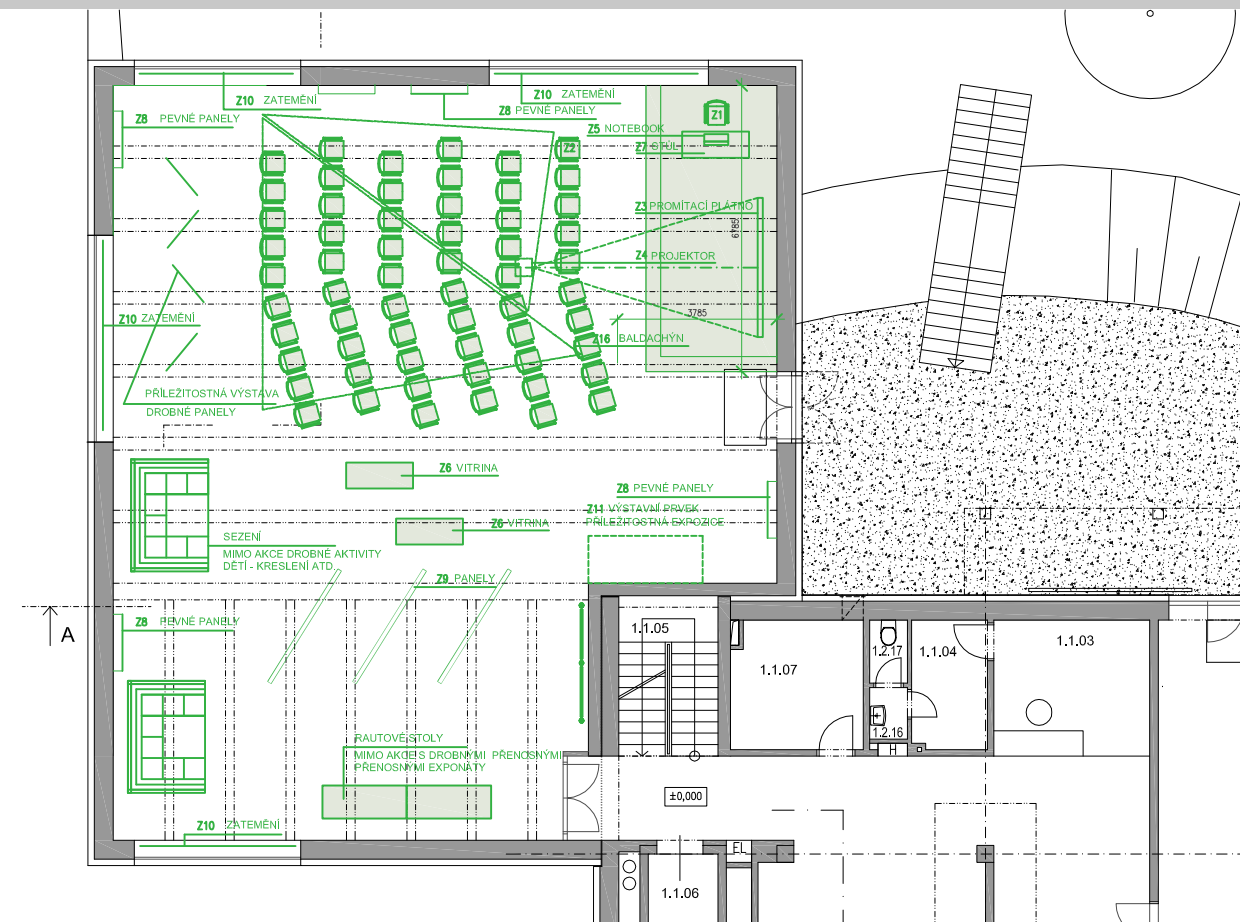 Z10 ZATEMĚNÍ
Z10 ZATEMĚNÍ
Z8 PEVNÉ PANELY
Z8 PEVNÉ PANELY
Z1
Z5 NOTEBOOK
Z7 STŮL
Z2
Z3 PROMÍTACÍ PLÁTNO
6785
Z4 PROJEKTOR
3785
Z10 ZATEMĚNÍ
Z16 BALDACHÝN
PŘÍLEŽITOSTNÁ VÝSTAVA
DROBNÉ PANELY
Z6 VITRINA
Z8 PEVNÉ PANELY
Z11 VÝSTAVNÍ PRVEK
PŘÍLEŽITOSTNÁ EXPOZICE
Z6 VITRINA
SEZENÍ
MIMO AKCE DROBNÉ AKTIVITY
DĚTÍ - KRESLENÍ ATD.
Z9 PANELY
A
Z8 PEVNÉ PANELY
1.1.05
1.1.07
1.2.17
1.1.04
1.1.03
1.2.16
RAUTOVÉ STOLY
MIMO AKCE S DROBNÝMI PŘENOSNÝMI
PŘENOSNÝMI EXPONÁTY
H
±0,000
Z10 ZATEMĚNÍ
EL
1.1.06